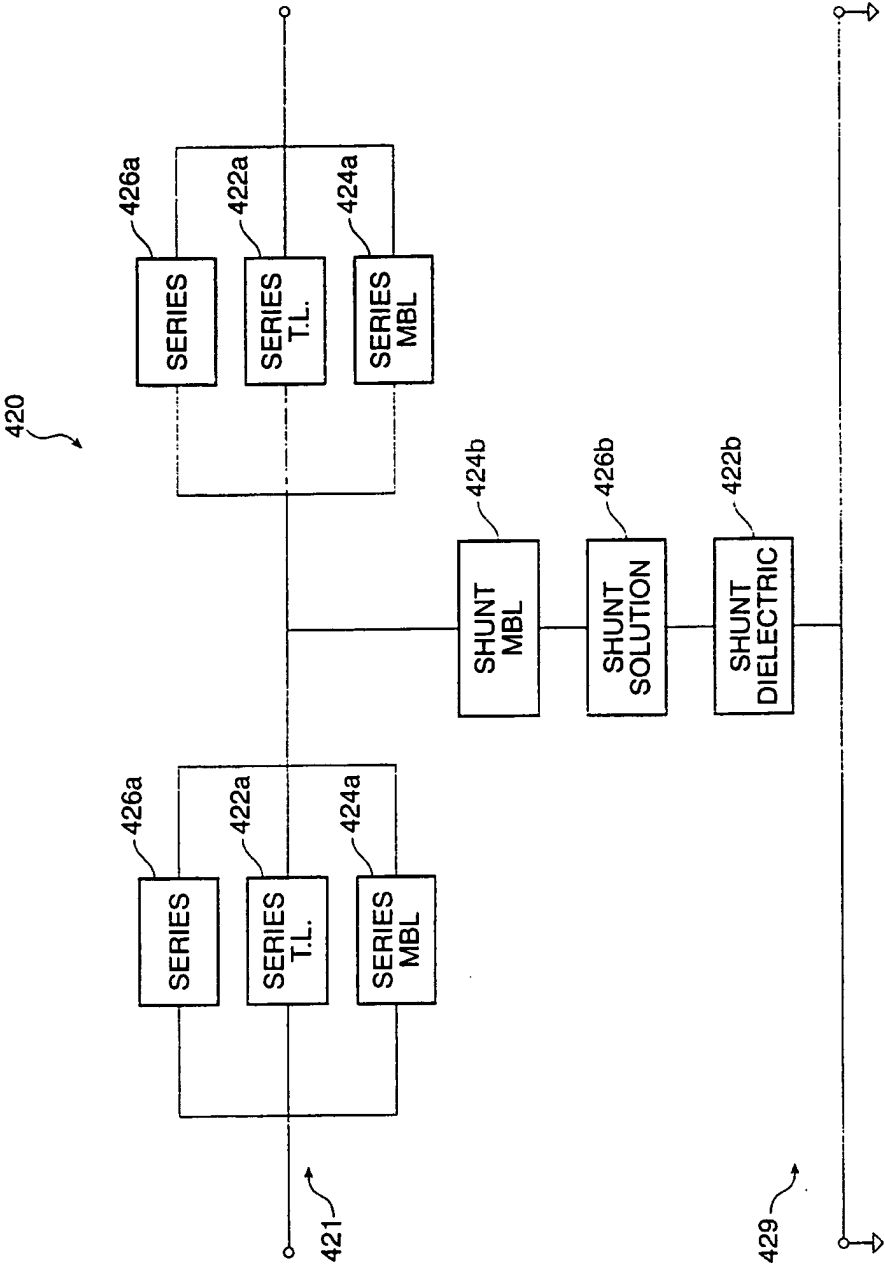 420
426a
SERIES
422a
SERIES
T.L.
424a
SERIES
MBL
426a
SERIES
422a
SERIES
T.L.
424a
SERIES
MBL
421
424b
SHUNT
MBL
426b
SHUNT
SOLUTION
422b
SHUNT
DIELECTRIC
429